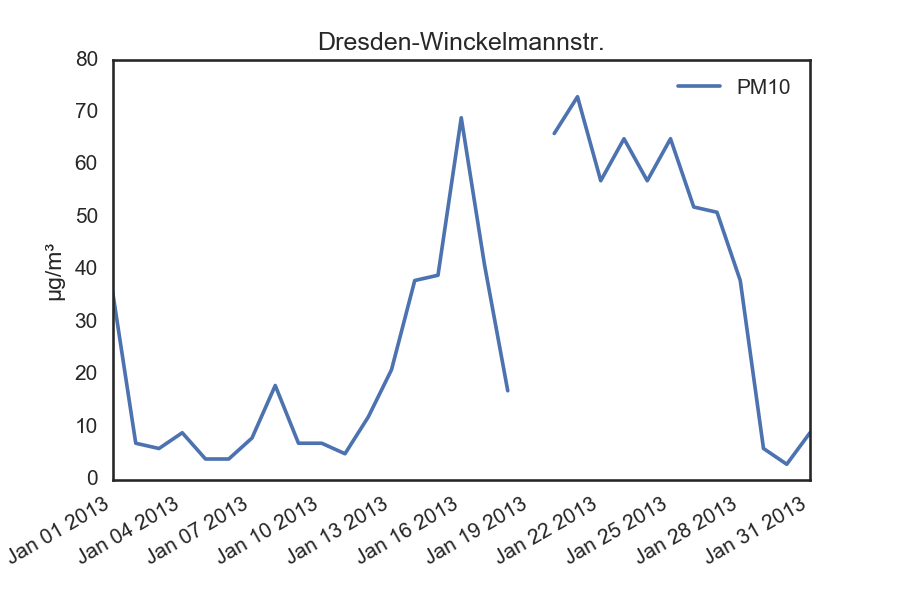 Dresden-Winckelmannstr.
PM10
µg/m³
80
70
60
50
40
30
20
10
0
Jan 01 2013
Jan 04 2013
Jan 07 2013
Jan 10 2013
Jan 13 2013
Jan 16 2013
Jan 19 2013
Jan 22 2013
Jan 25 2013
Jan 28 2013
Jan 31 2013